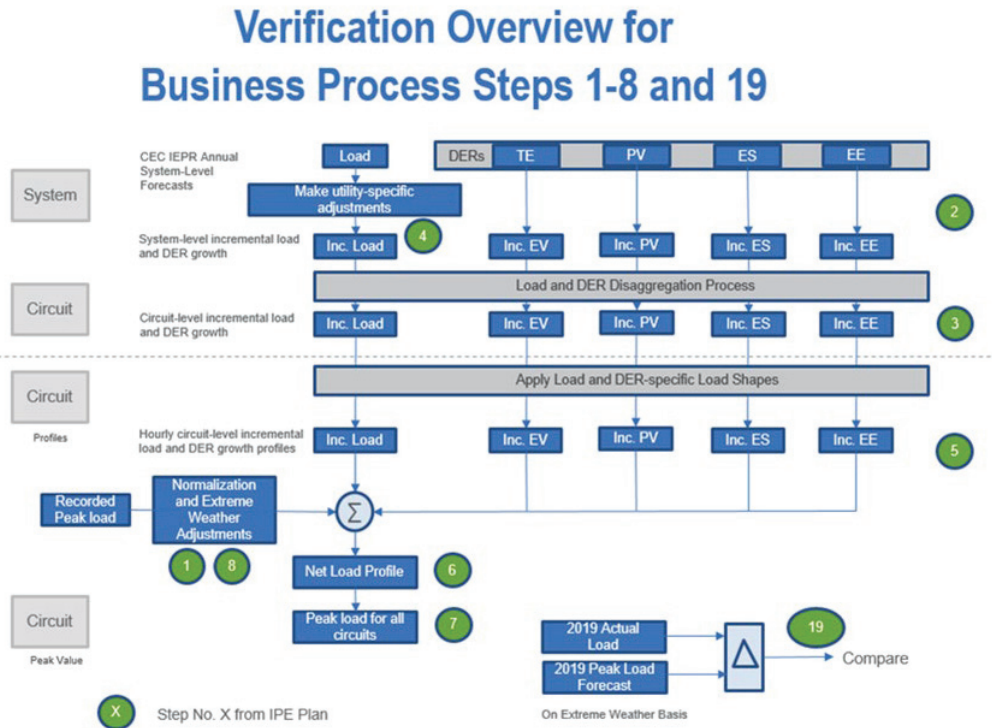 Verification Overview for
Business Process Steps 1-8 and 19
CEC IEPR Annual
System-Level
Forecasts
Load
DERs
TE
PV
ES
EE
System
Make utility-specific
adjustments
2
4
System-level incremental load
and DER growth
Inc. Load
Inc. EV
Inc. PV
Inc. ES
Inc. EE
Load and DER Disaggregation Process
Circuit
Circuit-level incremental load
and DER growth
Inc. Load
Inc. EV
Inc. PV
Inc. ES
Inc. EE
3
Apply Load and DER-specific Load Shapes
Circuit
Profiles
Hourly circuit-level incremental
load and DER growth profiles
Inc. Load
Inc. EV
Inc. PV
Inc. ES
Inc. EE
5
Recorded
Peak load
Normalization
and Extreme
Weather
Adjustments
Σ
1
8
Net Load Profile
6
Circuit
Peak Value
Peak load for all
circuits
7
2019 Actual
Load
2019 Peak Load
Forecast
Δ
19
Compare
On Extreme Weather Basis
X
Step No. X from IPE Plan